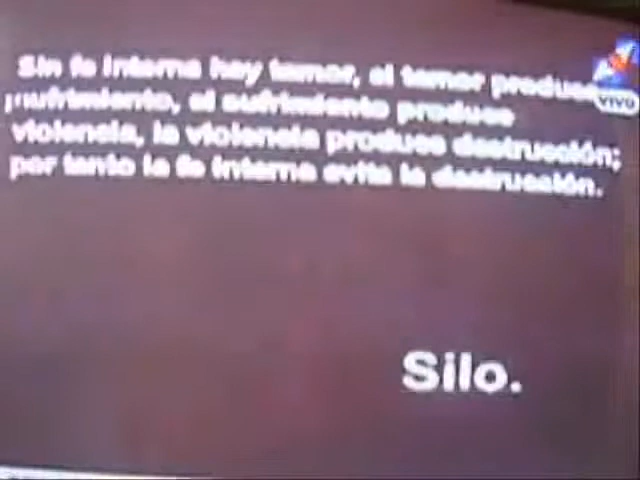 Sin fe interna hay temor, el temor produce
sufrimiento, el sufrimiento produce
violencia, la violencia produce destrucción;
por tanto la fe interna evita la destrucción.
Silo.
VIVO